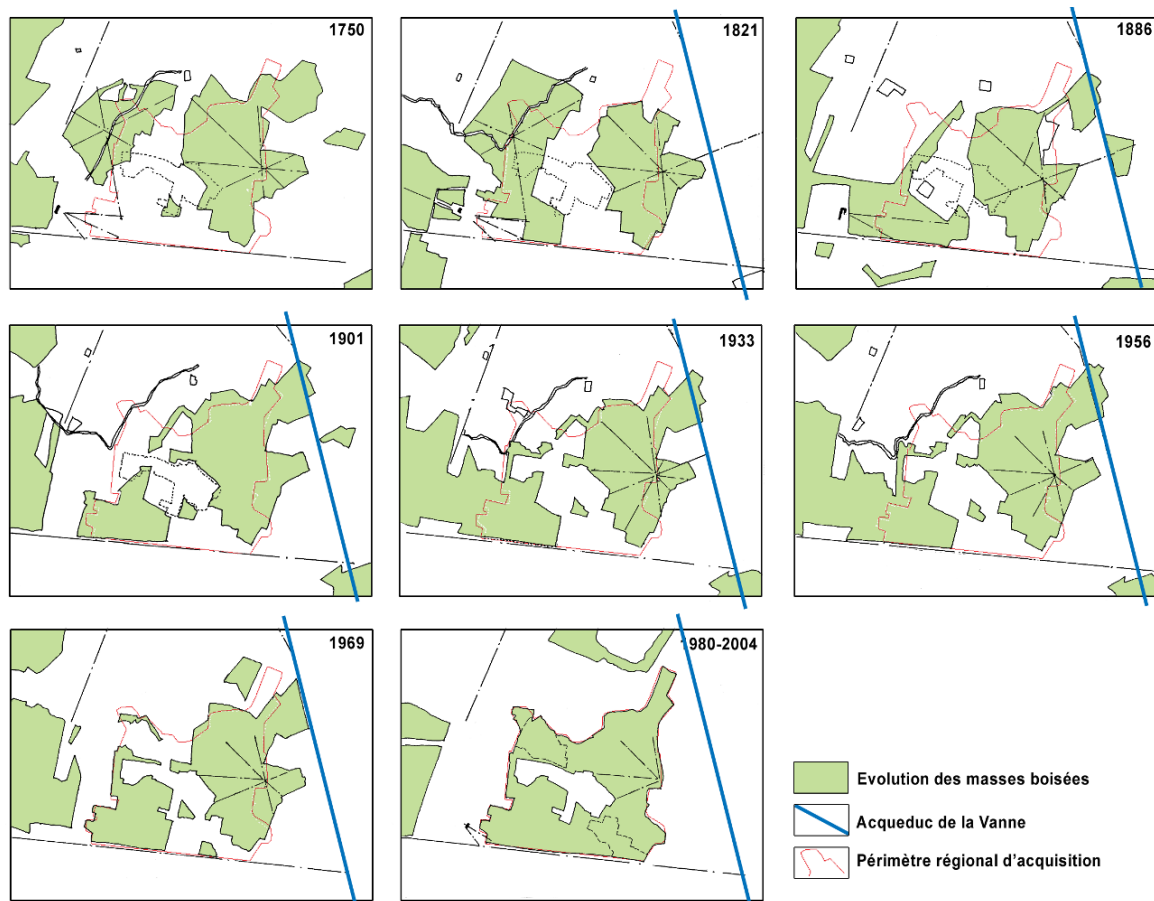 1750
1821
1886
1901
1933
1956
1969
980-2004
Evolution des masses boisées
Acqueduc de la Vanne
Périmètre régional d'acquisition